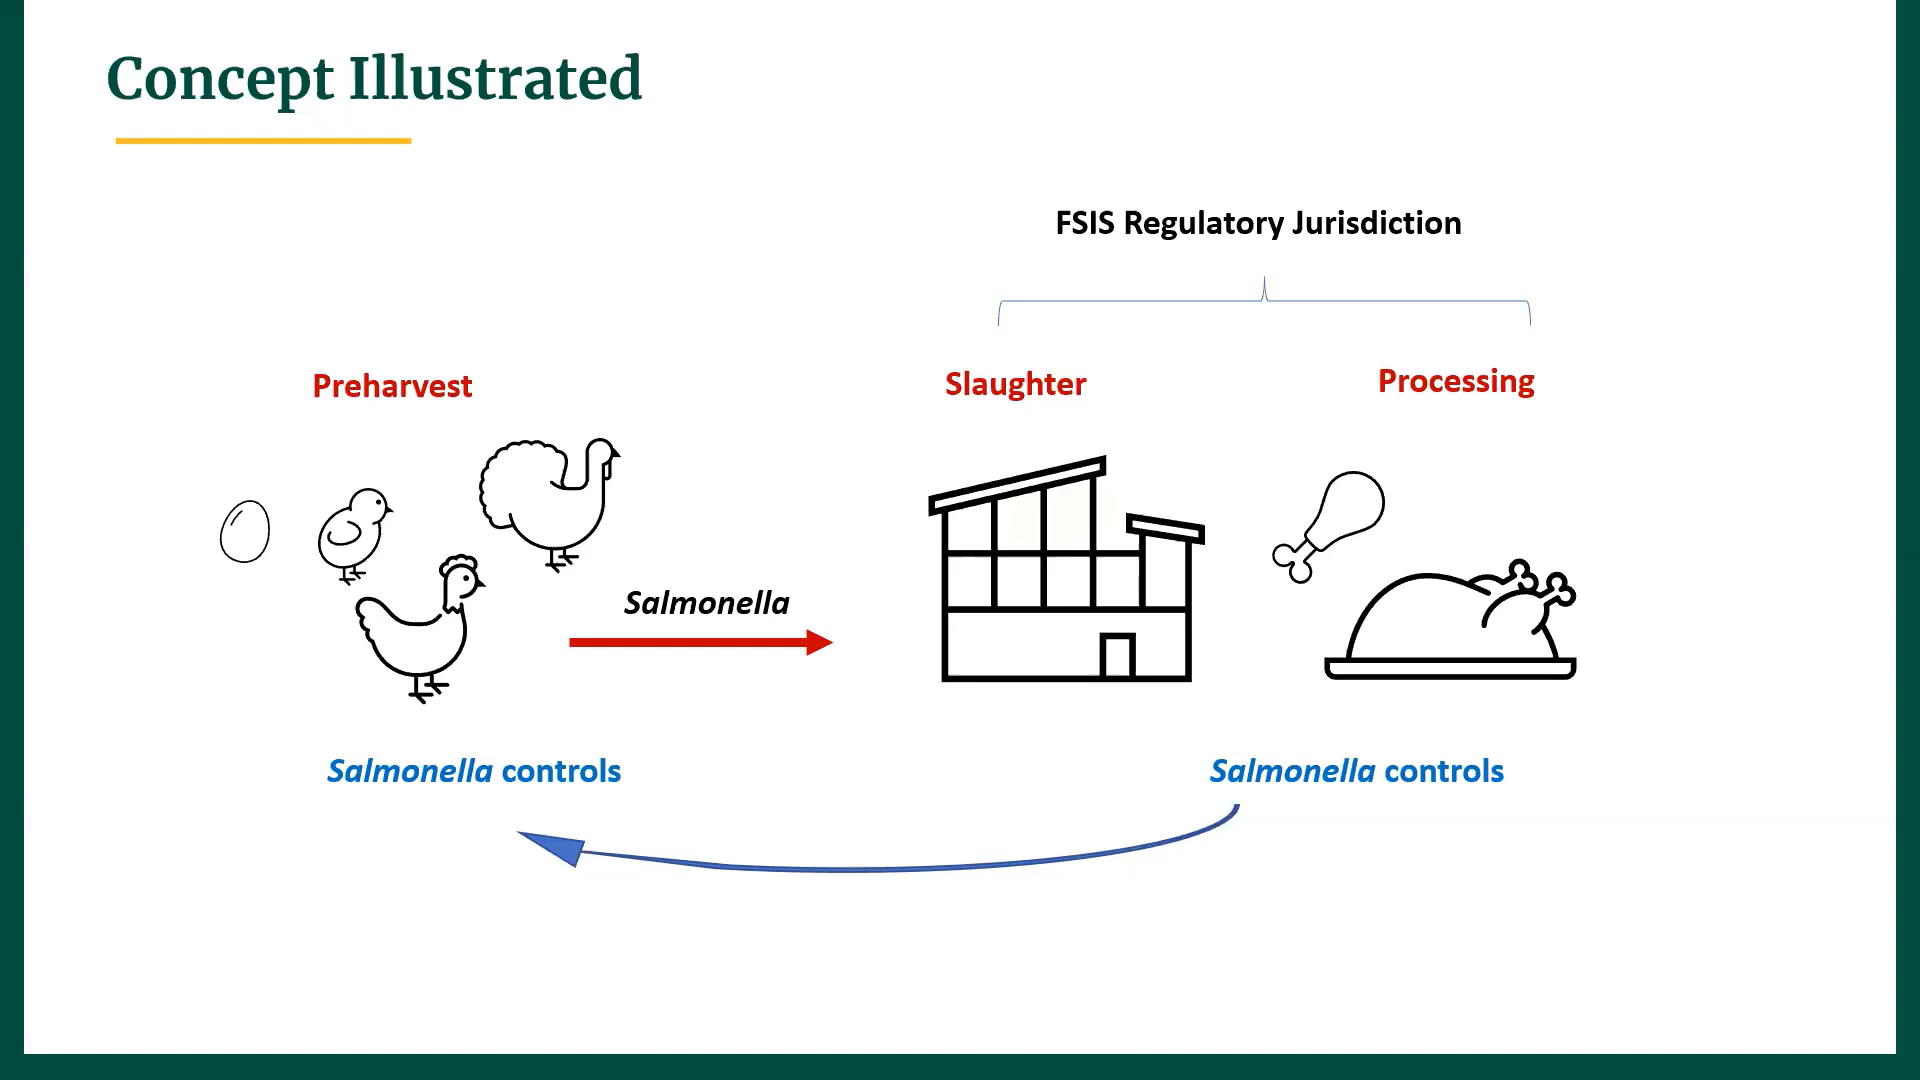 Concept Illustrated
FSIS Regulatory Jurisdiction
Preharvest
Slaughter
Processing
Salmonella
Salmonella controls
Salmonella controls